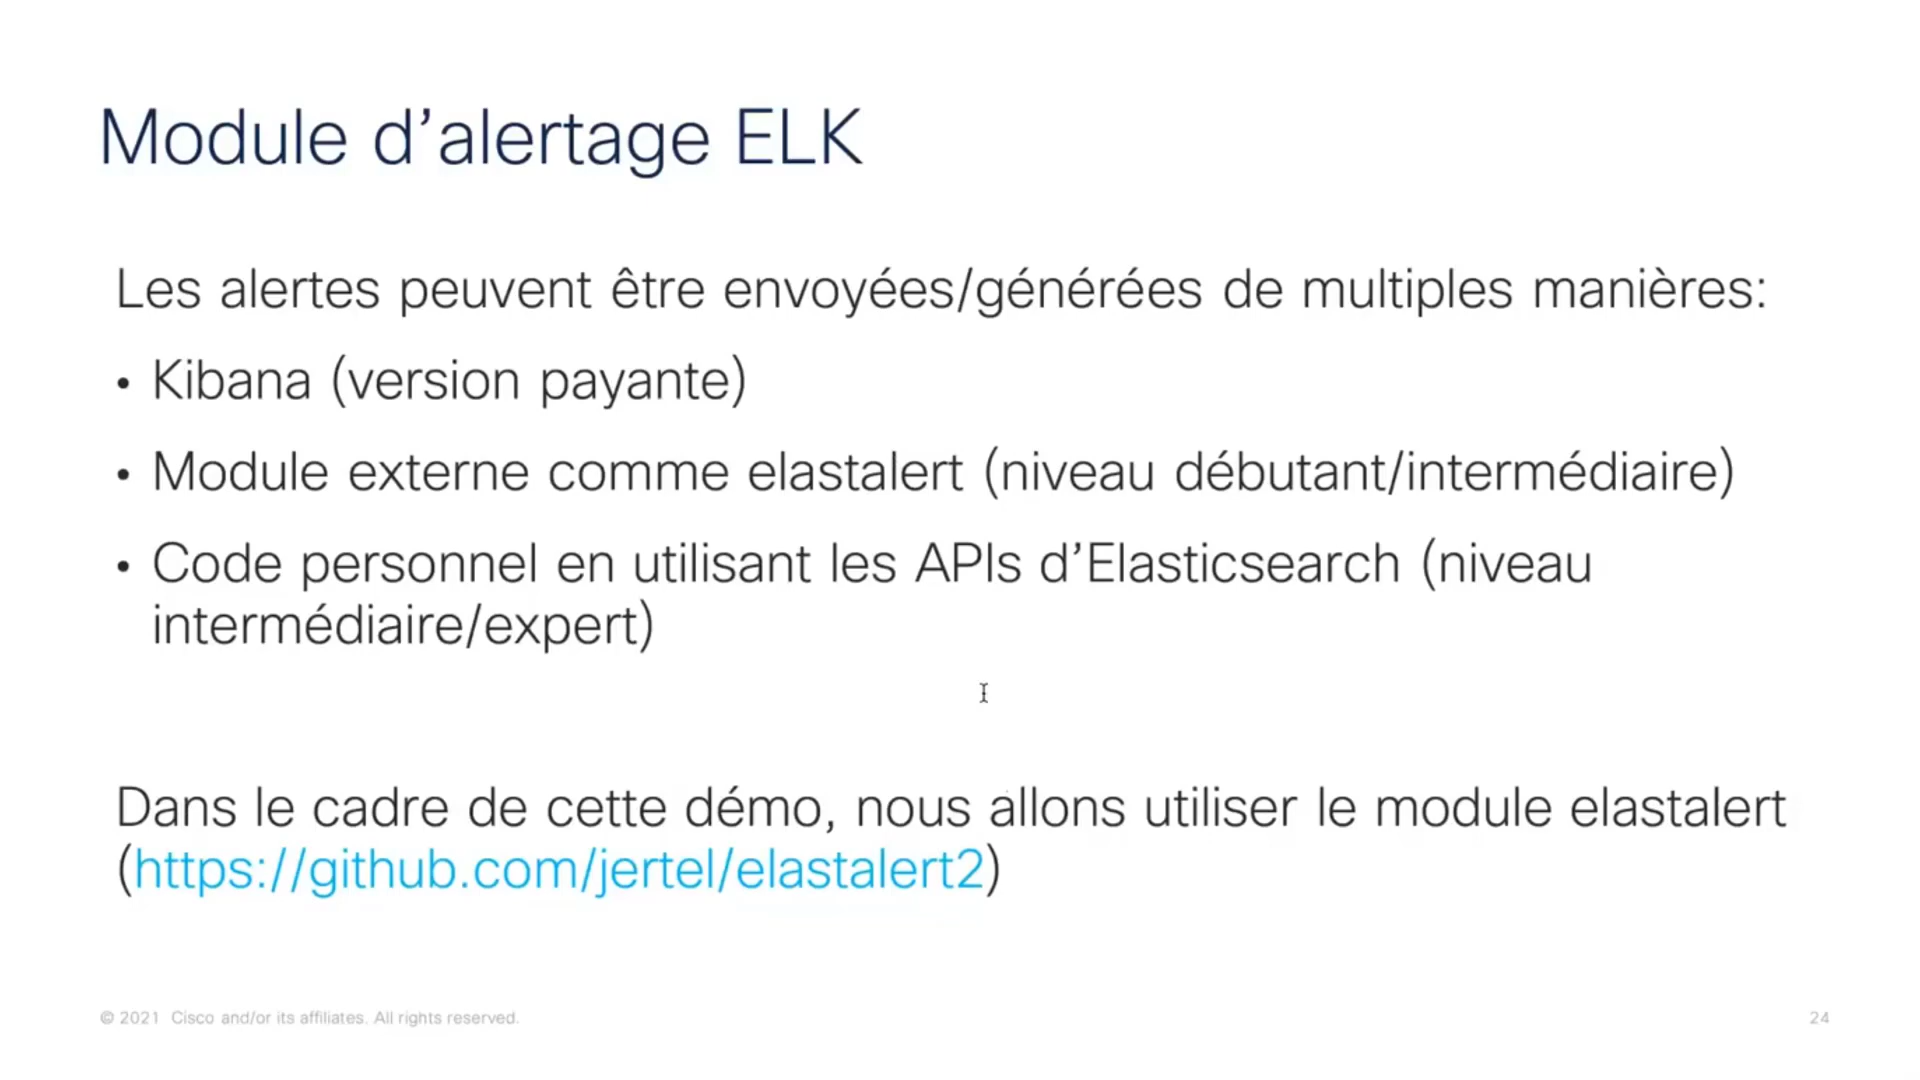 Module d’alertage ELK
Les alertes peuvent être envoyées/générées de multiples manières:
• Kibana (version payante)
• Module externe comme elastalert (niveau débutant/intermédiaire)
• Code personnel en utilisant les APIs d’Elasticsearch (niveau
intermédiaire/expert)
Dans le cadre de cette démo, nous allons utiliser le module elastalert
(https://github.com/jertel/elastalert2)
© 2021 Cisco and/or its affiliates. All rights reserved.
24